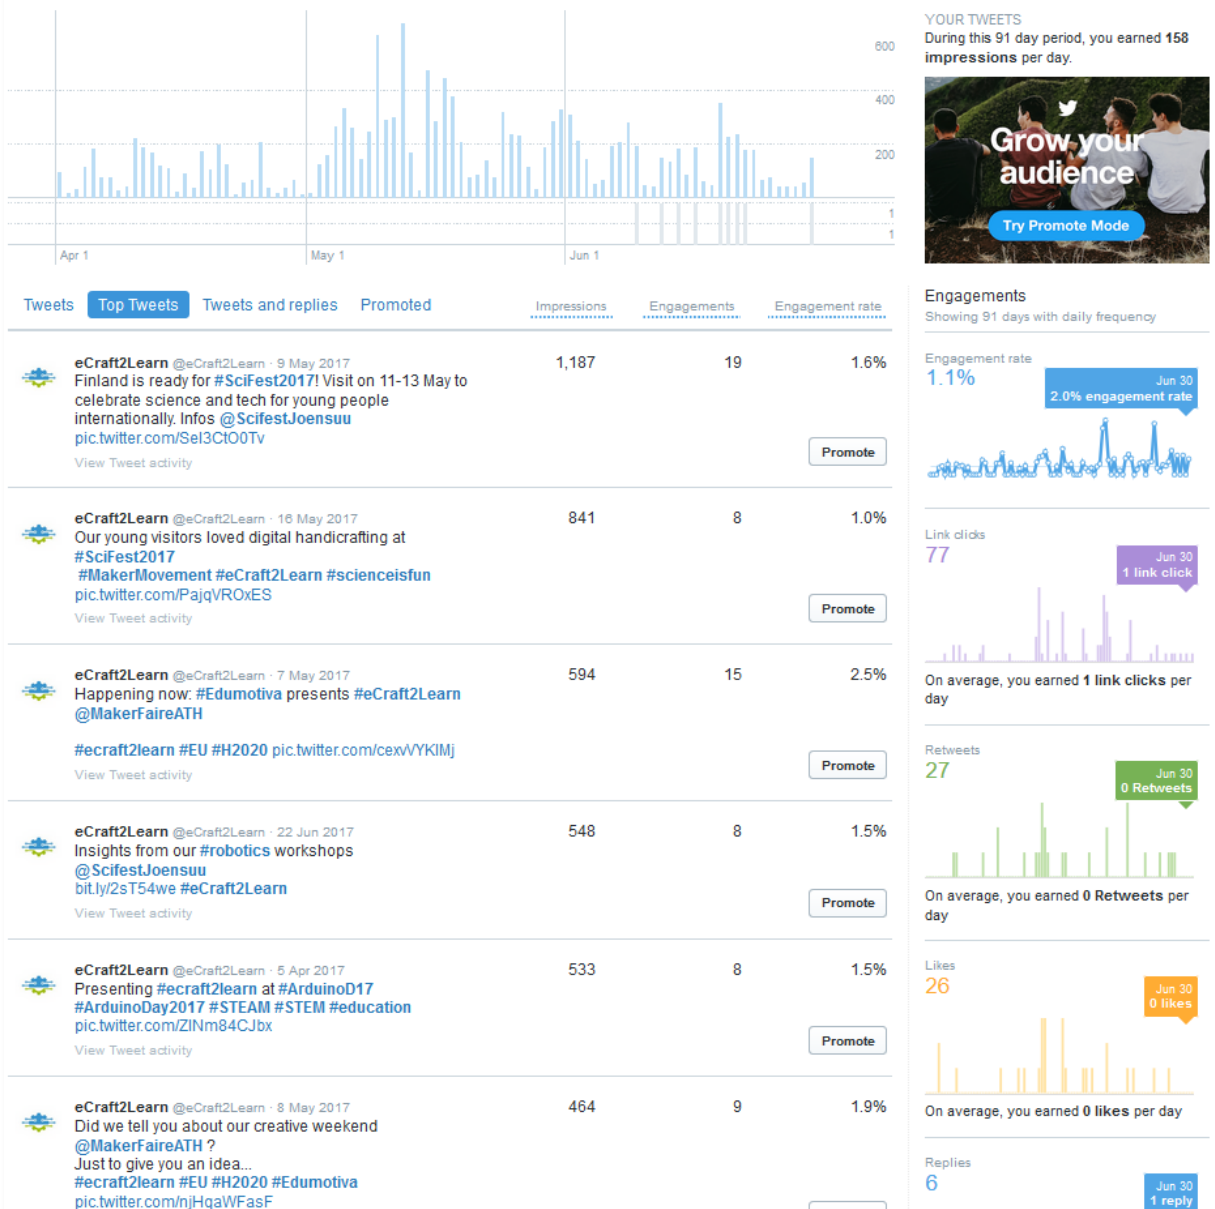 600
400
200
1
1
Apr 1
May 1
Jun 1
Tweets
Top Tweets
Tweets and replies
Promoted
Impressions
Engagements
Engagement rate
eCraft2Learn @eCraft2Learn · 9 May 2017
1,187
19
1.6%
Finland is ready for #SciFest2017! Visit on 11-13 May to
celebrate science and tech for young people
internationally. Infos @ScifestJoensuu
pic.twitter.com/Sel3CtO0Tv
View Tweet activity
Promote
eCraft2Learn @eCraft2Learn · 16 May 2017
841
8
1.0%
Our young visitors loved digital handicrafting at
#SciFest2017
#MakerMovement #eCraft2Learn #scienceisfun
pic.twitter.com/PajqVROxES
View Tweet activity
Promote
eCraft2Learn @eCraft2Learn · 7 May 2017
594
15
2.5%
Happening now: #Edumotiva presents #eCraft2Learn
@MakerFaireATH
#ecraft2learn #EU #H2020 pic.twitter.com/cexvVYKlMj
View Tweet activity
Promote
eCraft2Learn @eCraft2Learn · 22 Jun 2017
548
8
1.5%
Insights from our #robotics workshops
@ScifestJoensuu
bit.ly/2sT54we #eCraft2Learn
View Tweet activity
Promote
eCraft2Learn @eCraft2Learn · 5 Apr 2017
533
8
1.5%
Presenting #ecraft2learn at #ArduinoD17
#ArduinoDay2017 #STEAM #STEM #education
pic.twitter.com/ZlNm84CJbx
View Tweet activity
Promote
eCraft2Learn @eCraft2Learn · 8 May 2017
464
9
1.9%
Did we tell you about our creative weekend
@MakerFaireATH ?
Just to give you an idea...
#ecraft2learn #EU #H2020 #Edumotiva
pic.twitter.com/njHqaWFasF
YOUR TWEETS
During this 91 day period, you earned 158
impressions per day.
Grow your
audience
Try Promote Mode
Engagements
Showing 91 days with daily frequency
Engagement rate
1.1%
Jun 30
2.0% engagement rate
Link clicks
77
Jun 30
1 link click
On average, you earned 1 link clicks per
day
Retweets
27
Jun 30
0 Retweets
On average, you earned 0 Retweets per
day
Likes
26
Jun 30
0 likes
On average, you earned 0 likes per day
Replies
6
Jun 30
1 reply